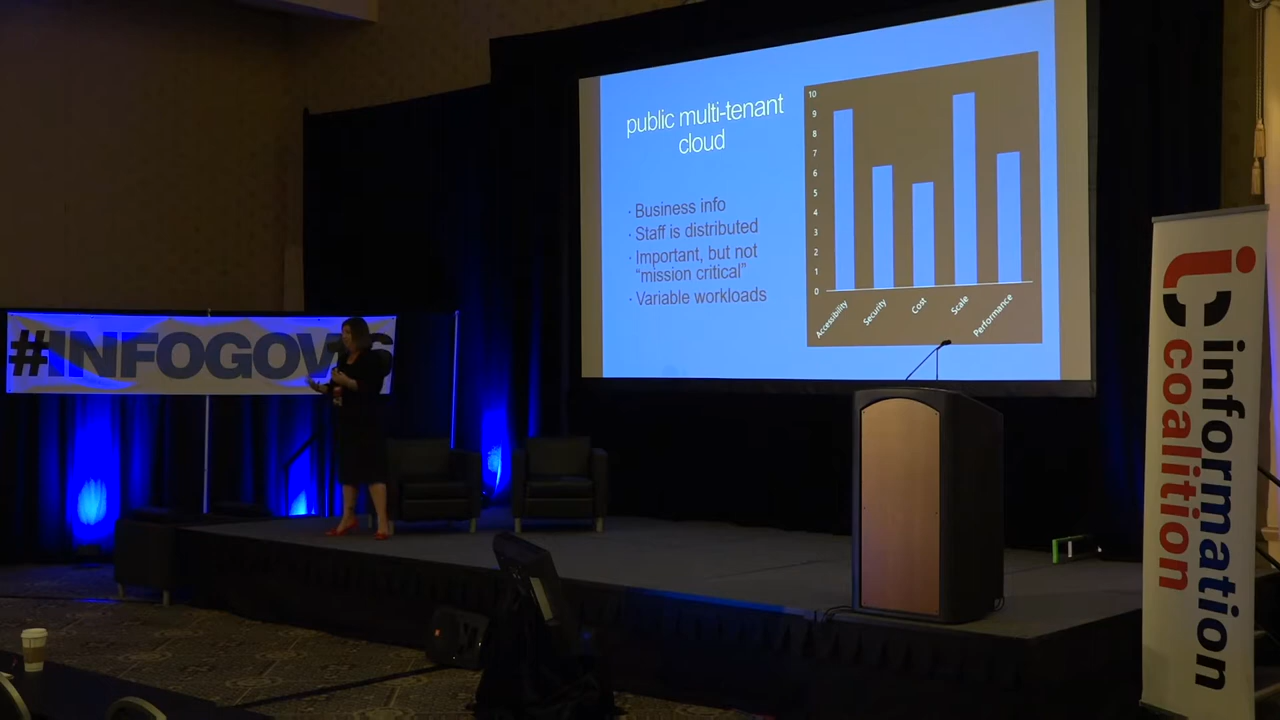 public multi-tenant
cloud
· Business info
· Staff is distributed
· Important, but not
"mission critical"
· Variable workloads
10
9
8
7
6
5
4
3
2
1
0
Accessibility
Security
Cost
Scale
Performance
#INFOGOV
ic
information
coalition